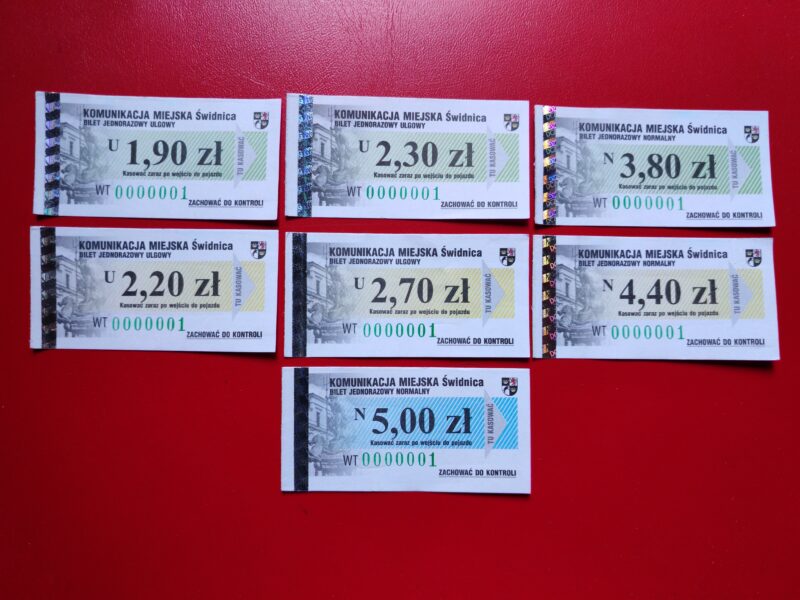 KOMUNIKACJA MIEJSKA Świdnica
BILET JEDNORAZOWY ULGOWY
U 1,90 zł
TU KASOWAĆ
Kasować zaraz po wejściu do pojazdu
WT 0000001
ZACHOWAĆ DO KONTROLI
KOMUNIKACJA MIEJSKA Świdnica
BILET JEDNORAZOWY ULGOWY
U 2,30 zł
TU KASOWAĆ
Kasować zaraz po wejściu do pojazdu
WT 0000001
ZACHOWAĆ DO KONTROLI
KOMUNIKACJA MIEJSKA Świdnica
BILET JEDNORAZOWY NORMALNY
N 3,80 zł
TU KASOWAĆ
Kasować zaraz po wejściu do pojazdu
WT 0000001
ZACHOWAĆ DO KONTROLI
KOMUNIKACJA MIEJSKA Świdnica
BILET JEDNORAZOWY ULGOWY
U 2,20 zł
TU KASOWAĆ
Kasować zaraz po wejściu do pojazdu
WT 0000001
ZACHOWAĆ DO KONTROLI
KOMUNIKACJA MIEJSKA Świdnica
BILET JEDNORAZOWY ULGOWY
U 2,70 zł
TU KASOWAĆ
Kasować zaraz po wejściu do pojazdu
WT 0000001
ZACHOWAĆ DO KONTROLI
KOMUNIKACJA MIEJSKA Świdnica
BILET JEDNORAZOWY NORMALNY
N 4,40 zł
TU KASOWAĆ
Kasować zaraz po wejściu do pojazdu
WT 0000001
ZACHOWAĆ DO KONTROLI
KOMUNIKACJA MIEJSKA Świdnica
BILET JEDNORAZOWY NORMALNY
N 5,00 zł
TU KASOWAĆ
Kasować zaraz po wejściu do pojazdu
WT 0000001
ZACHOWAĆ DO KONTROLI